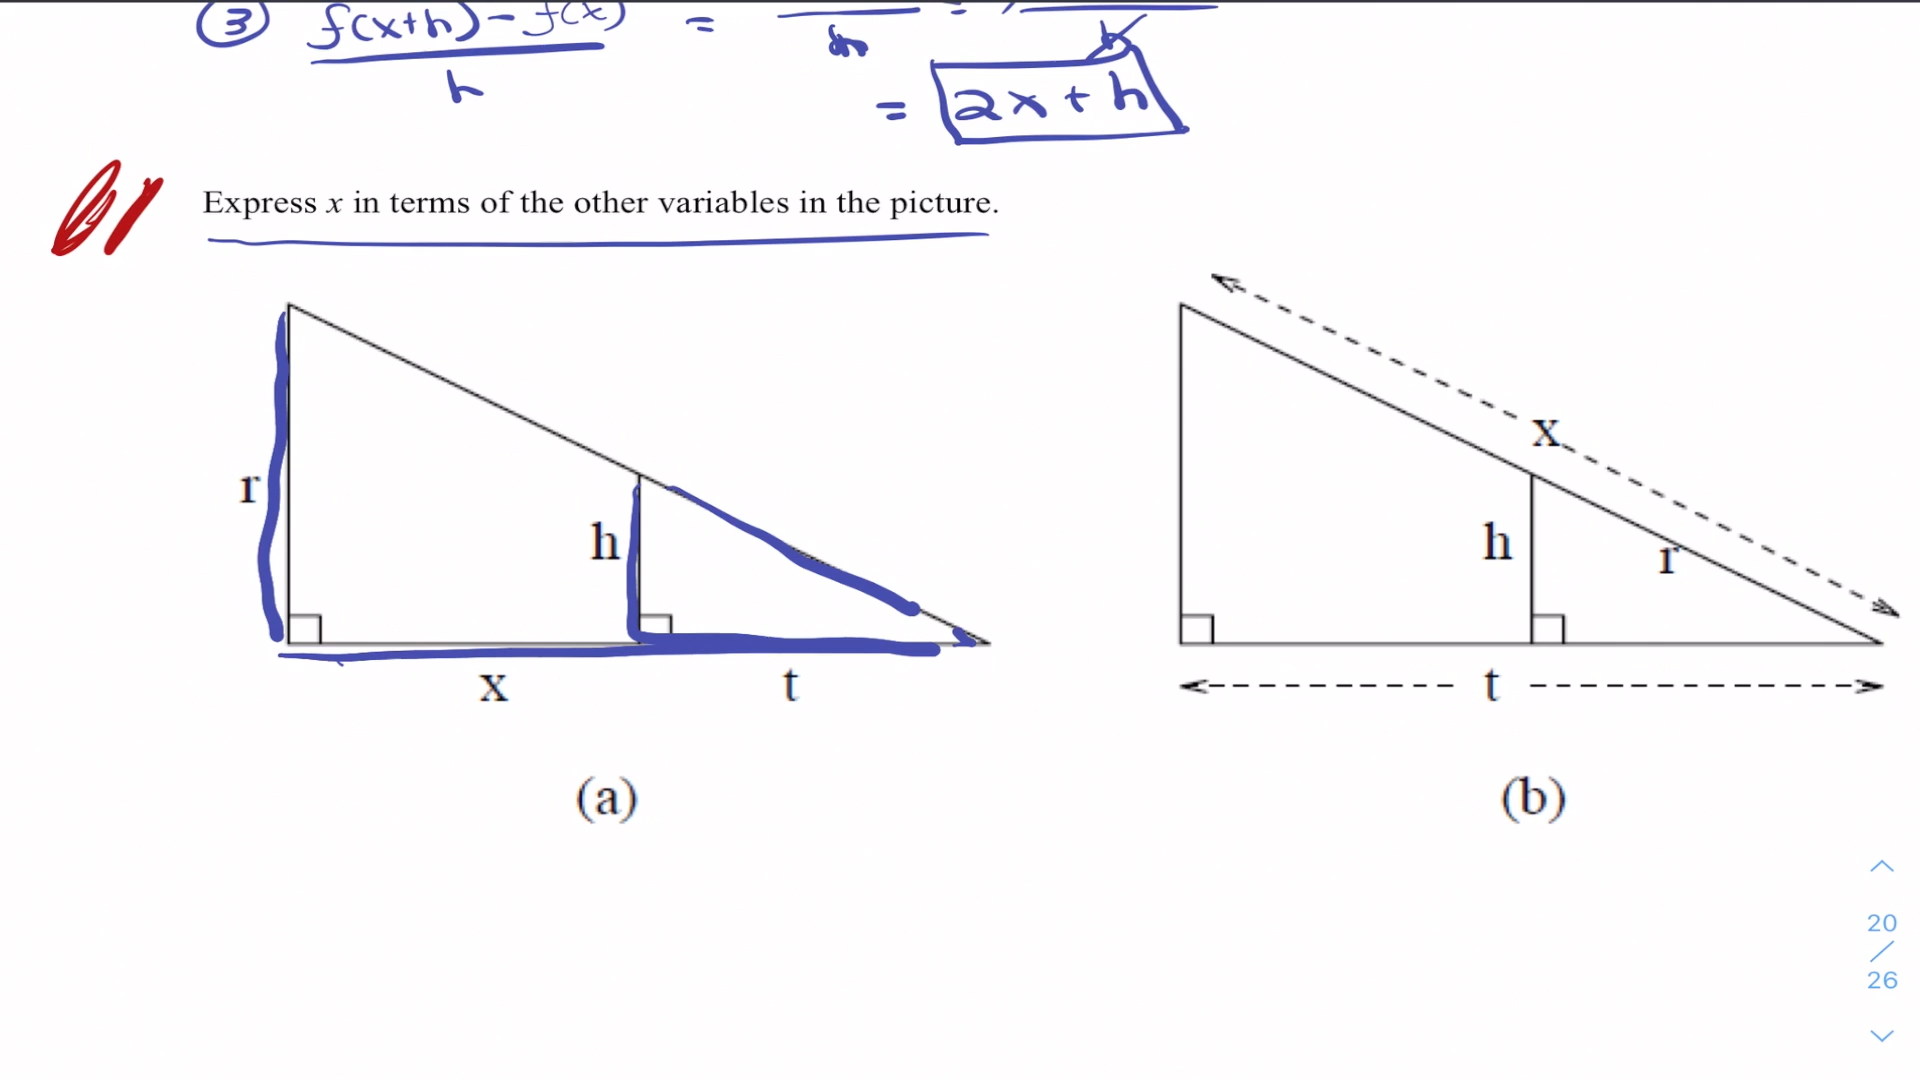 ③ f(x+h) - f(x) = =
h h h
= 2x + h
Express x in terms of the other variables in the picture.
x
r h h r
x t t
(a) (b)
20
/
26